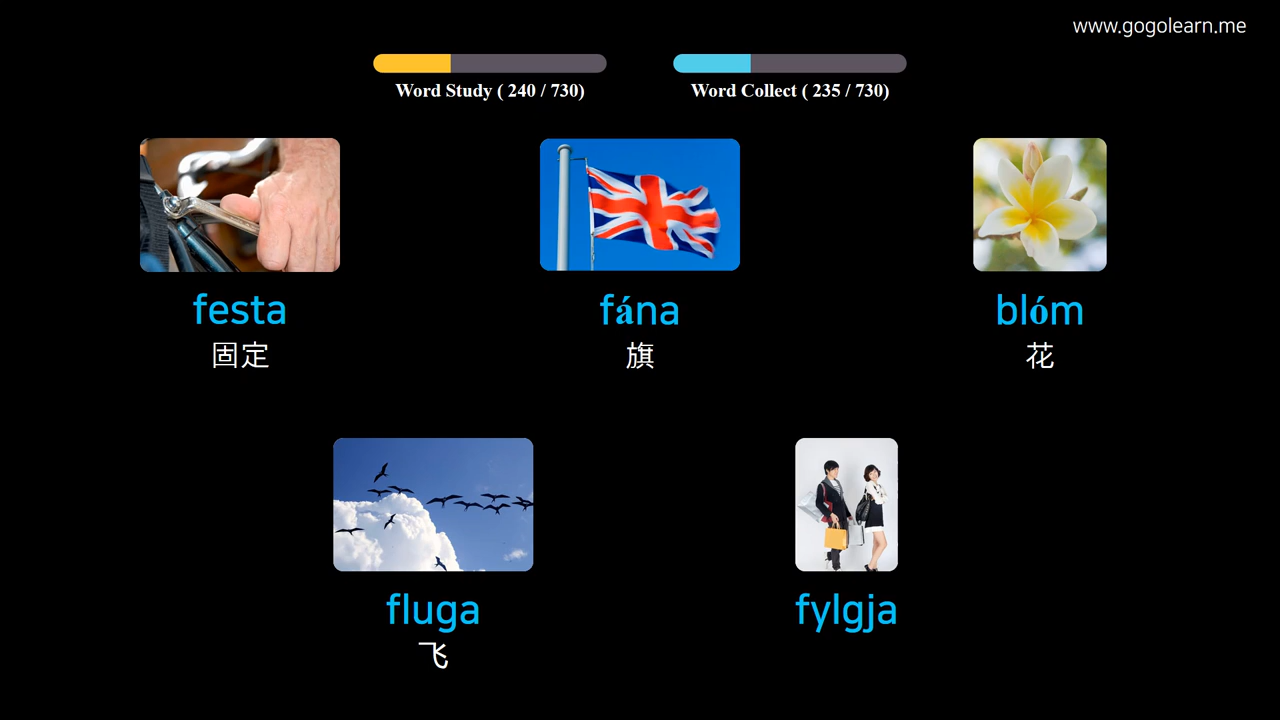 www.gogolearn.me
Word Study ( 240 / 730)
Word Collect ( 235 / 730)
festa
固定
fána
旗
blóm
花
fluga
飞
fylgja